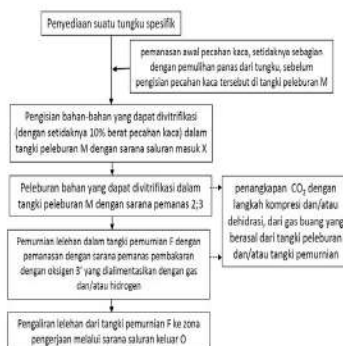 Penyediaan suatu tungku spesifik
pemanasan awal pecahan kaca, setidaknya sebagian
dengan pemulihan panas dari tungku, sebelum
pengisian pecahan kaca tersebut di tangki peleburan M
Pengisian bahan-bahan yang dapat divitrifikasi
(dengan setidaknya 10% berat pecahan kaca) dalam
tangki peleburan M dengan sarana saluran masuk X
Peleburan bahan yang dapat divitrifikasi dalam
tangki peleburan M dengan sarana pemanas 2;3
penangkapan CO₂ dengan
langkah kompresi dan/atau
dehidrasi, dari gas buang yang
berasal dari tangki peleburan
dan/atau tangki pemurnian
Pemurnian lelehan dalam tangki pemurnian F dengan
pemanasan dengan sarana pemanas pembakaran
dengan oksigen 3' yang dialimentasikan dengan gas
dan/atau hidrogen
Pengaliran lelehan dari tangki pemurnian F ke zona
pengerjaan melalui sarana saluran keluar O